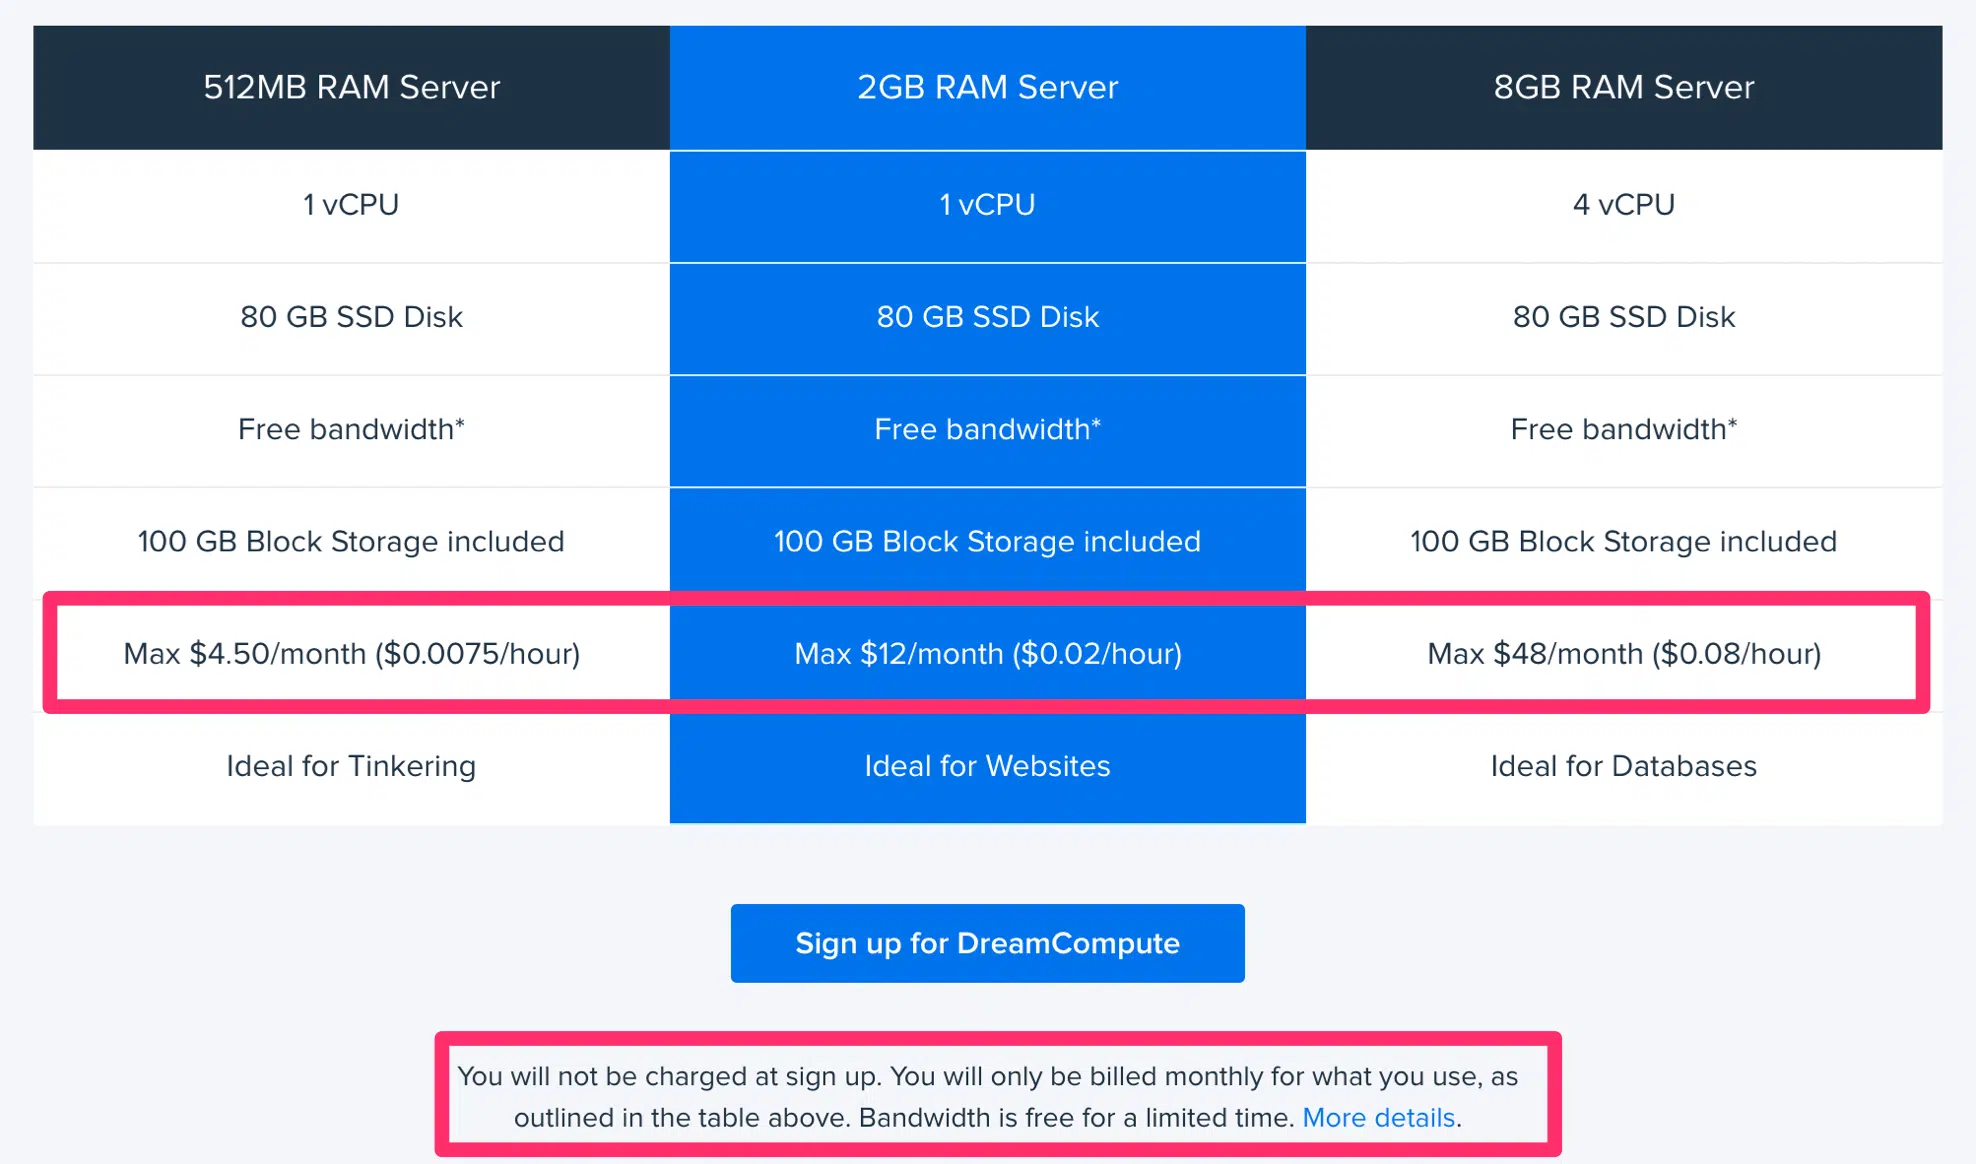 512MB RAM Server 2GB RAM Server 8GB RAM Server
1 vCPU 1 vCPU 4 vCPU
80 GB SSD Disk 80 GB SSD Disk 80 GB SSD Disk
Free bandwidth* Free bandwidth* Free bandwidth*
100 GB Block Storage included 100 GB Block Storage included 100 GB Block Storage included
Max $4.50/month ($0.0075/hour) Max $12/month ($0.02/hour) Max $48/month ($0.08/hour)
Ideal for Tinkering Ideal for Websites Ideal for Databases
Sign up for DreamCompute
You will not be charged at sign up. You will only be billed monthly for what you use, as
outlined in the table above. Bandwidth is free for a limited time. More details.